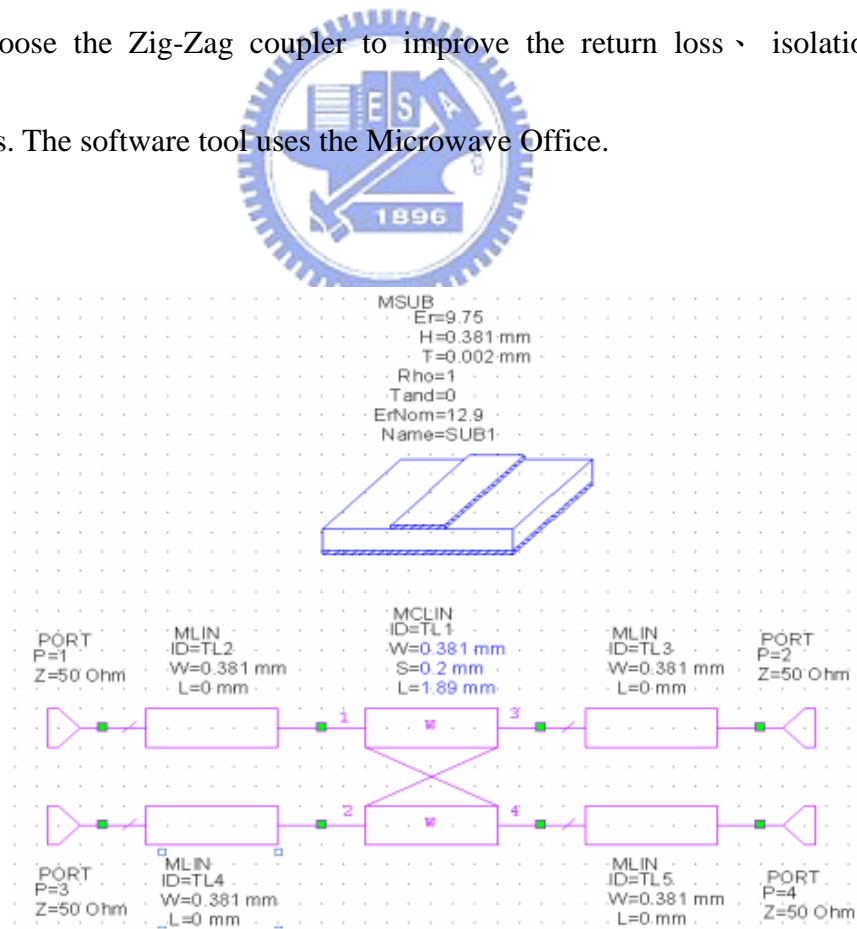 oose the Zig-Zag coupler to improve the return loss、 isolatio
s. The software tool uses the Microwave Office.
E S A
1896
MSUB
Er=9.75
H=0.381 mm
T=0.002 mm
Rho=1
Tand=0
ErNom=12.9
Name=SUB1
PORT
P=1
Z=50 Ohm
MLIN
ID=TL2
W=0.381 mm
L=0 mm
MCLIN
ID=TL1
W=0.381 mm
S=0.2 mm
L=1.89 mm
MLIN
ID=TL3
W=0.381 mm
L=0 mm
PORT
P=2
Z=50 Ohm
1
W
3
2
W
4
PORT
P=3
Z=50 Ohm
MLIN
ID=TL4
W=0.381 mm
L=0 mm
MLIN
ID=TL5
W=0.381 mm
L=0 mm
PORT
P=4
Z=50 Ohm